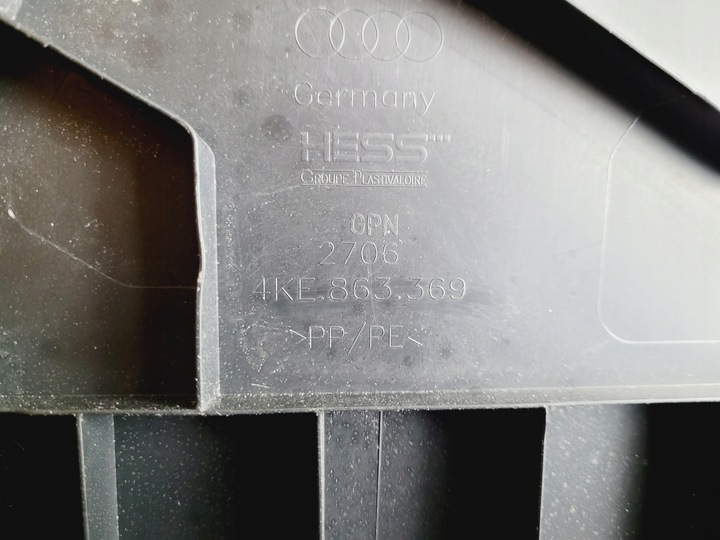 Germany
HESS
GROUPE PLASTIVALOIRE
GPN
2706
4KE.863.369
>PP/PE<